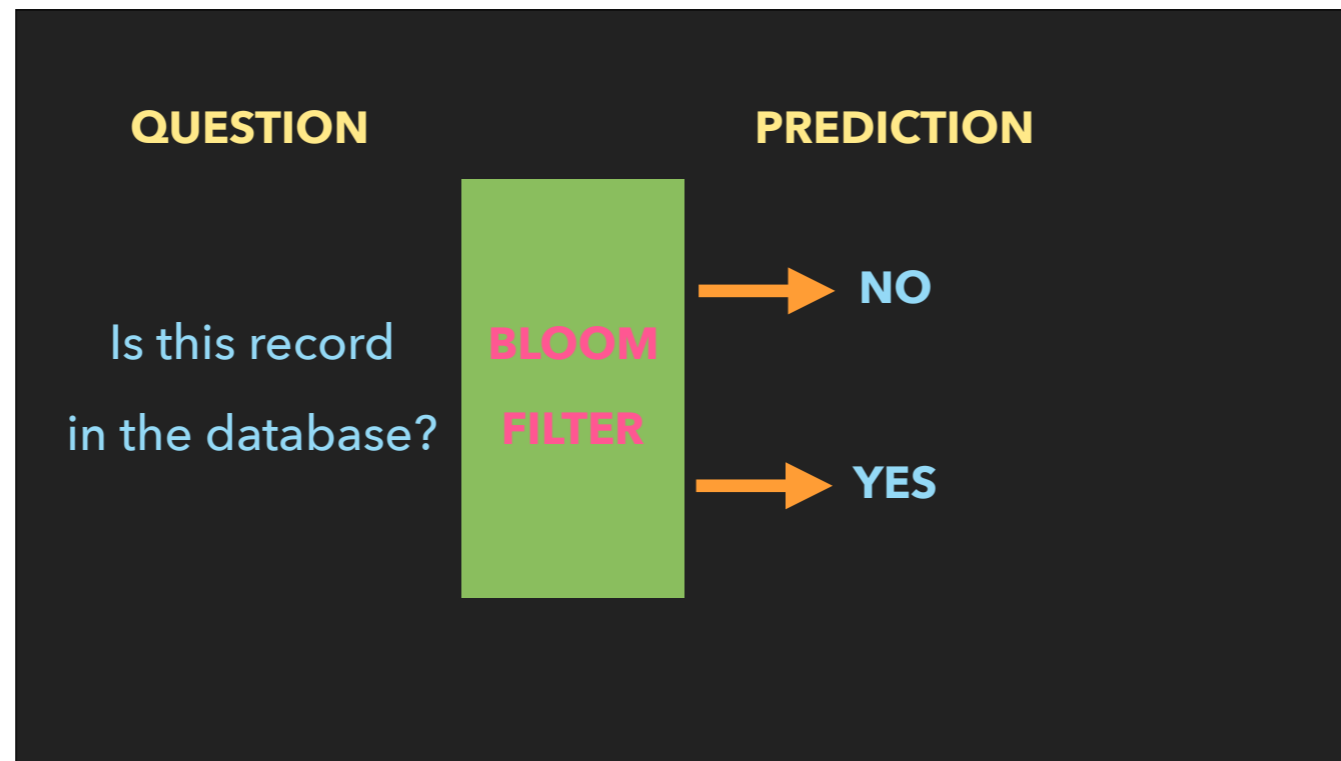 QUESTION
PREDICTION
Is this record
in the database?
BLOOM
FILTER
NO
YES